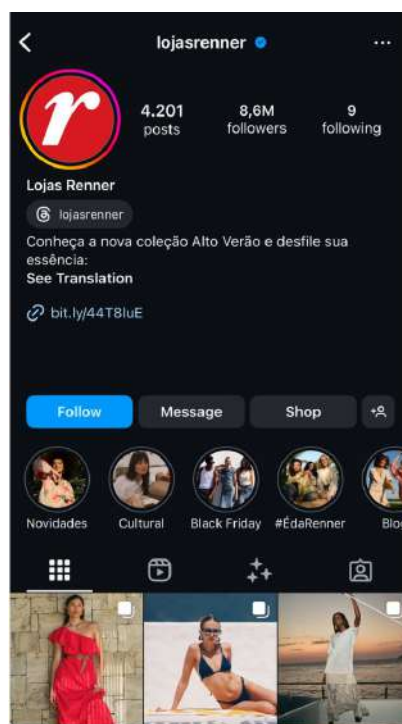 lojasrenner
r
4.201
8,6M
9
posts
followers
following
Lojas Renner
lojasrenner
Conheça a nova coleção Alto Verão e desfile sua
essência:
See Translation
bit.ly/44T8IuE
Follow
Message
Shop
Novidades
Cultural
Black Friday
#ÉdaRenner
Blo